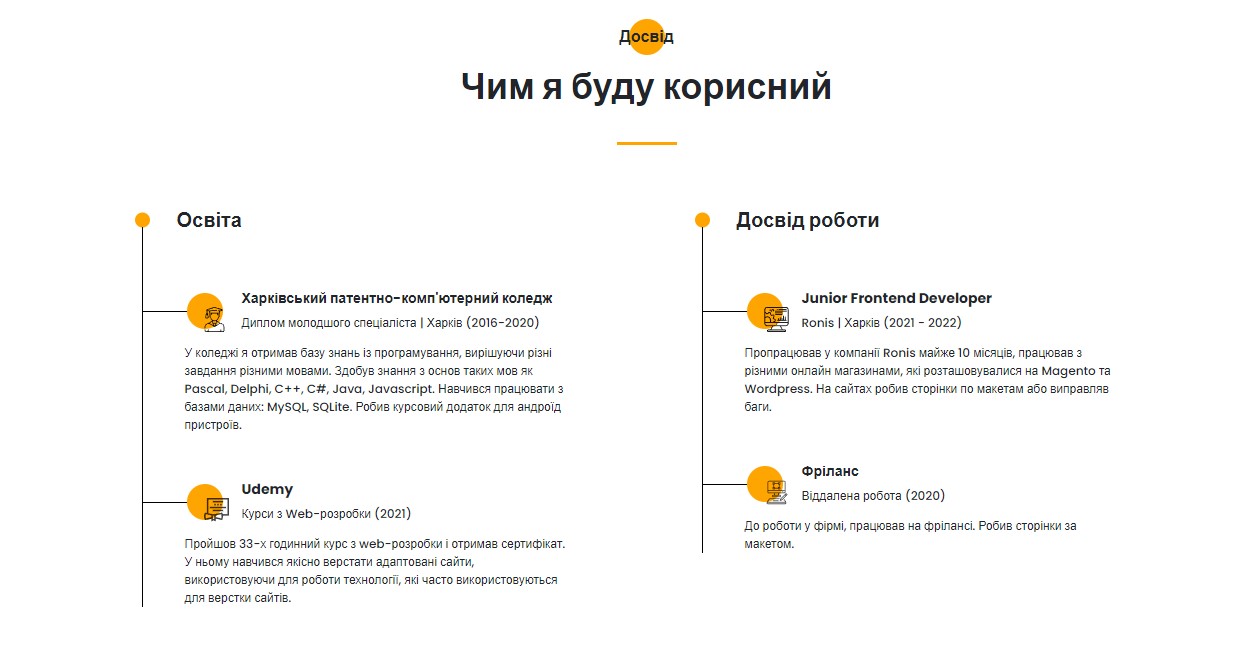 Досвід
Чим я буду корисний
Освіта
Харківський патентно-комп'ютерний коледж
Диплом молодшого спеціаліста | Харків (2016-2020)
У коледжі я отримав базу знань із програмування, вирішуючи різні
завдання різними мовами. Здобув знання з основ таких мов як
Pascal, Delphi, C++, C#, Java, Javascript. Навчився працювати з
базами даних: MySQL, SQLite. Робив курсовий додаток для андроїд
пристроїв.
Udemy
Курси з Web-розробки (2021)
Пройшов 33-х годинний курс з web-розробки і отримав сертифікат.
У ньому навчився якісно верстати адаптовані сайти,
використовуючи для роботи технології, які часто використовуються
для верстки сайтів.
Досвід роботи
Junior Frontend Developer
Ronis | Харків (2021 - 2022)
Пропрацював у компанії Ronis майже 10 місяців, працював з
різними онлайн магазинами, які розташовувалися на Magento та
Wordpress. На сайтах робив сторінки по макетам або виправляв
баги.
Фріланс
Віддалена робота (2020)
До роботи у фірмі, працював на фрілансі. Робив сторінки за
макетом.